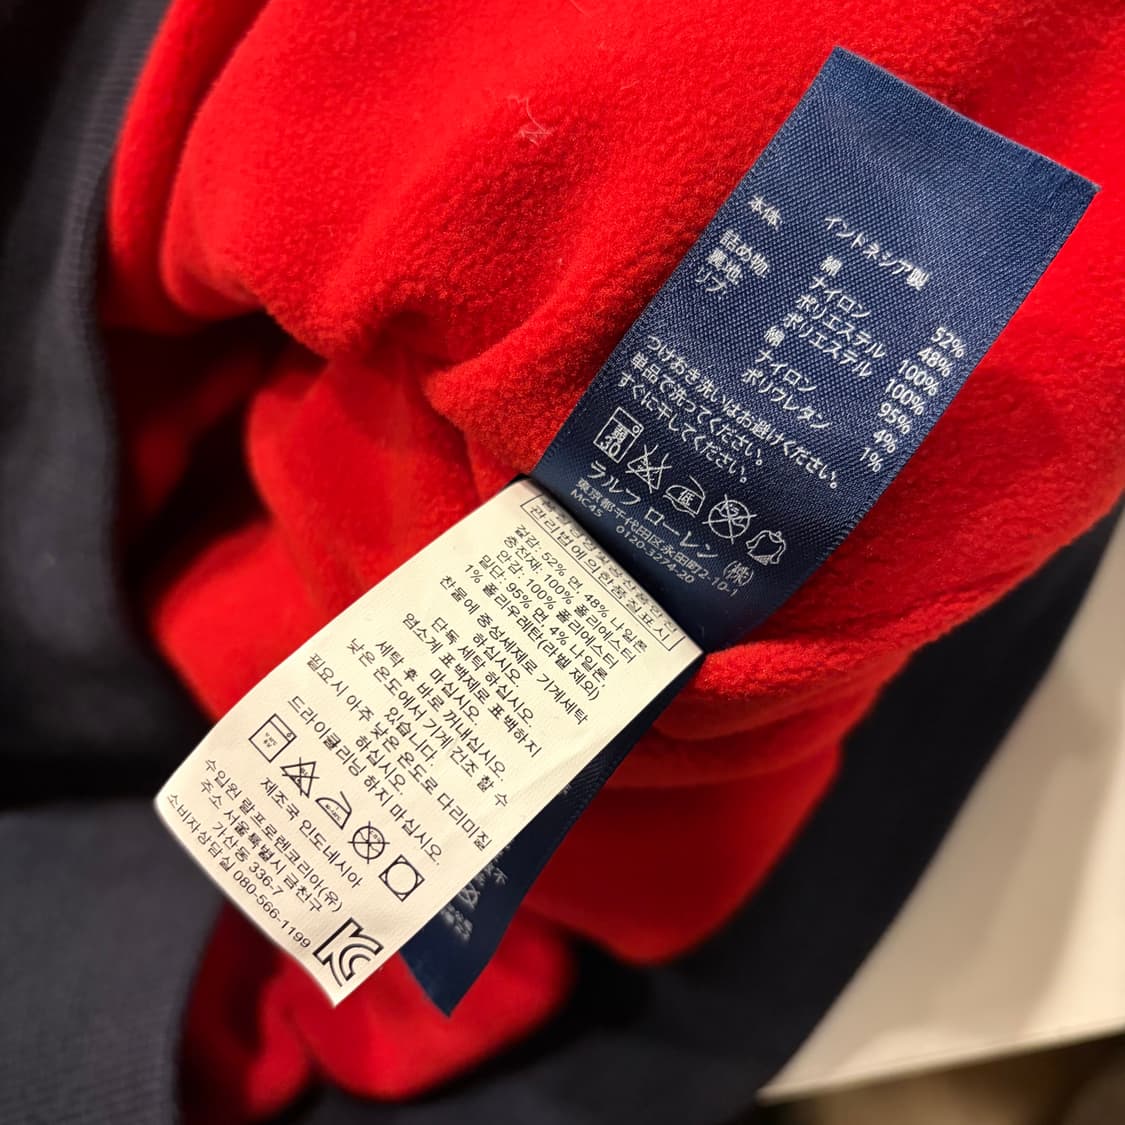 インドネシア製
本体 綿 52%
ナイロン 48%
詰め物 ポリエステル 100%
裏地 ポリエステル 100%
リブ 綿 95%
ナイロン 4%
ポリウレタン 1%
つけおき洗いはお避けください。
単品で洗ってください。
すぐに干してください。
弱
30
低
ラルフ ローレン (株)
東京都千代田区永田町2-10-1
MC45 0120-3274-20
관리법에의한품질표시
겉감: 52% 면, 48% 나일론
충전재: 100% 폴리에스터
안감: 100% 폴리에스터
밑단: 95% 면, 4% 나일론,
1% 폴리우레탄(라벨 제외)
찬물에 중성세제로 기계세탁
하십시오.
단독 세탁 하십시오.
염소계 표백제로 표백하지
마십시오.
세탁 후 바로 꺼내십시오.
낮은 온도에서 기계 건조 할 수
있습니다.
필요시 아주 낮은 온도로 다리미질
하십시오.
드라이클리닝 하지 마십시오.
제조국 인도네시아
수입원 랄프로렌코리아(유)
주소 서울특별시 금천구
가산동 336-7
소비자상담실 080-566-1199